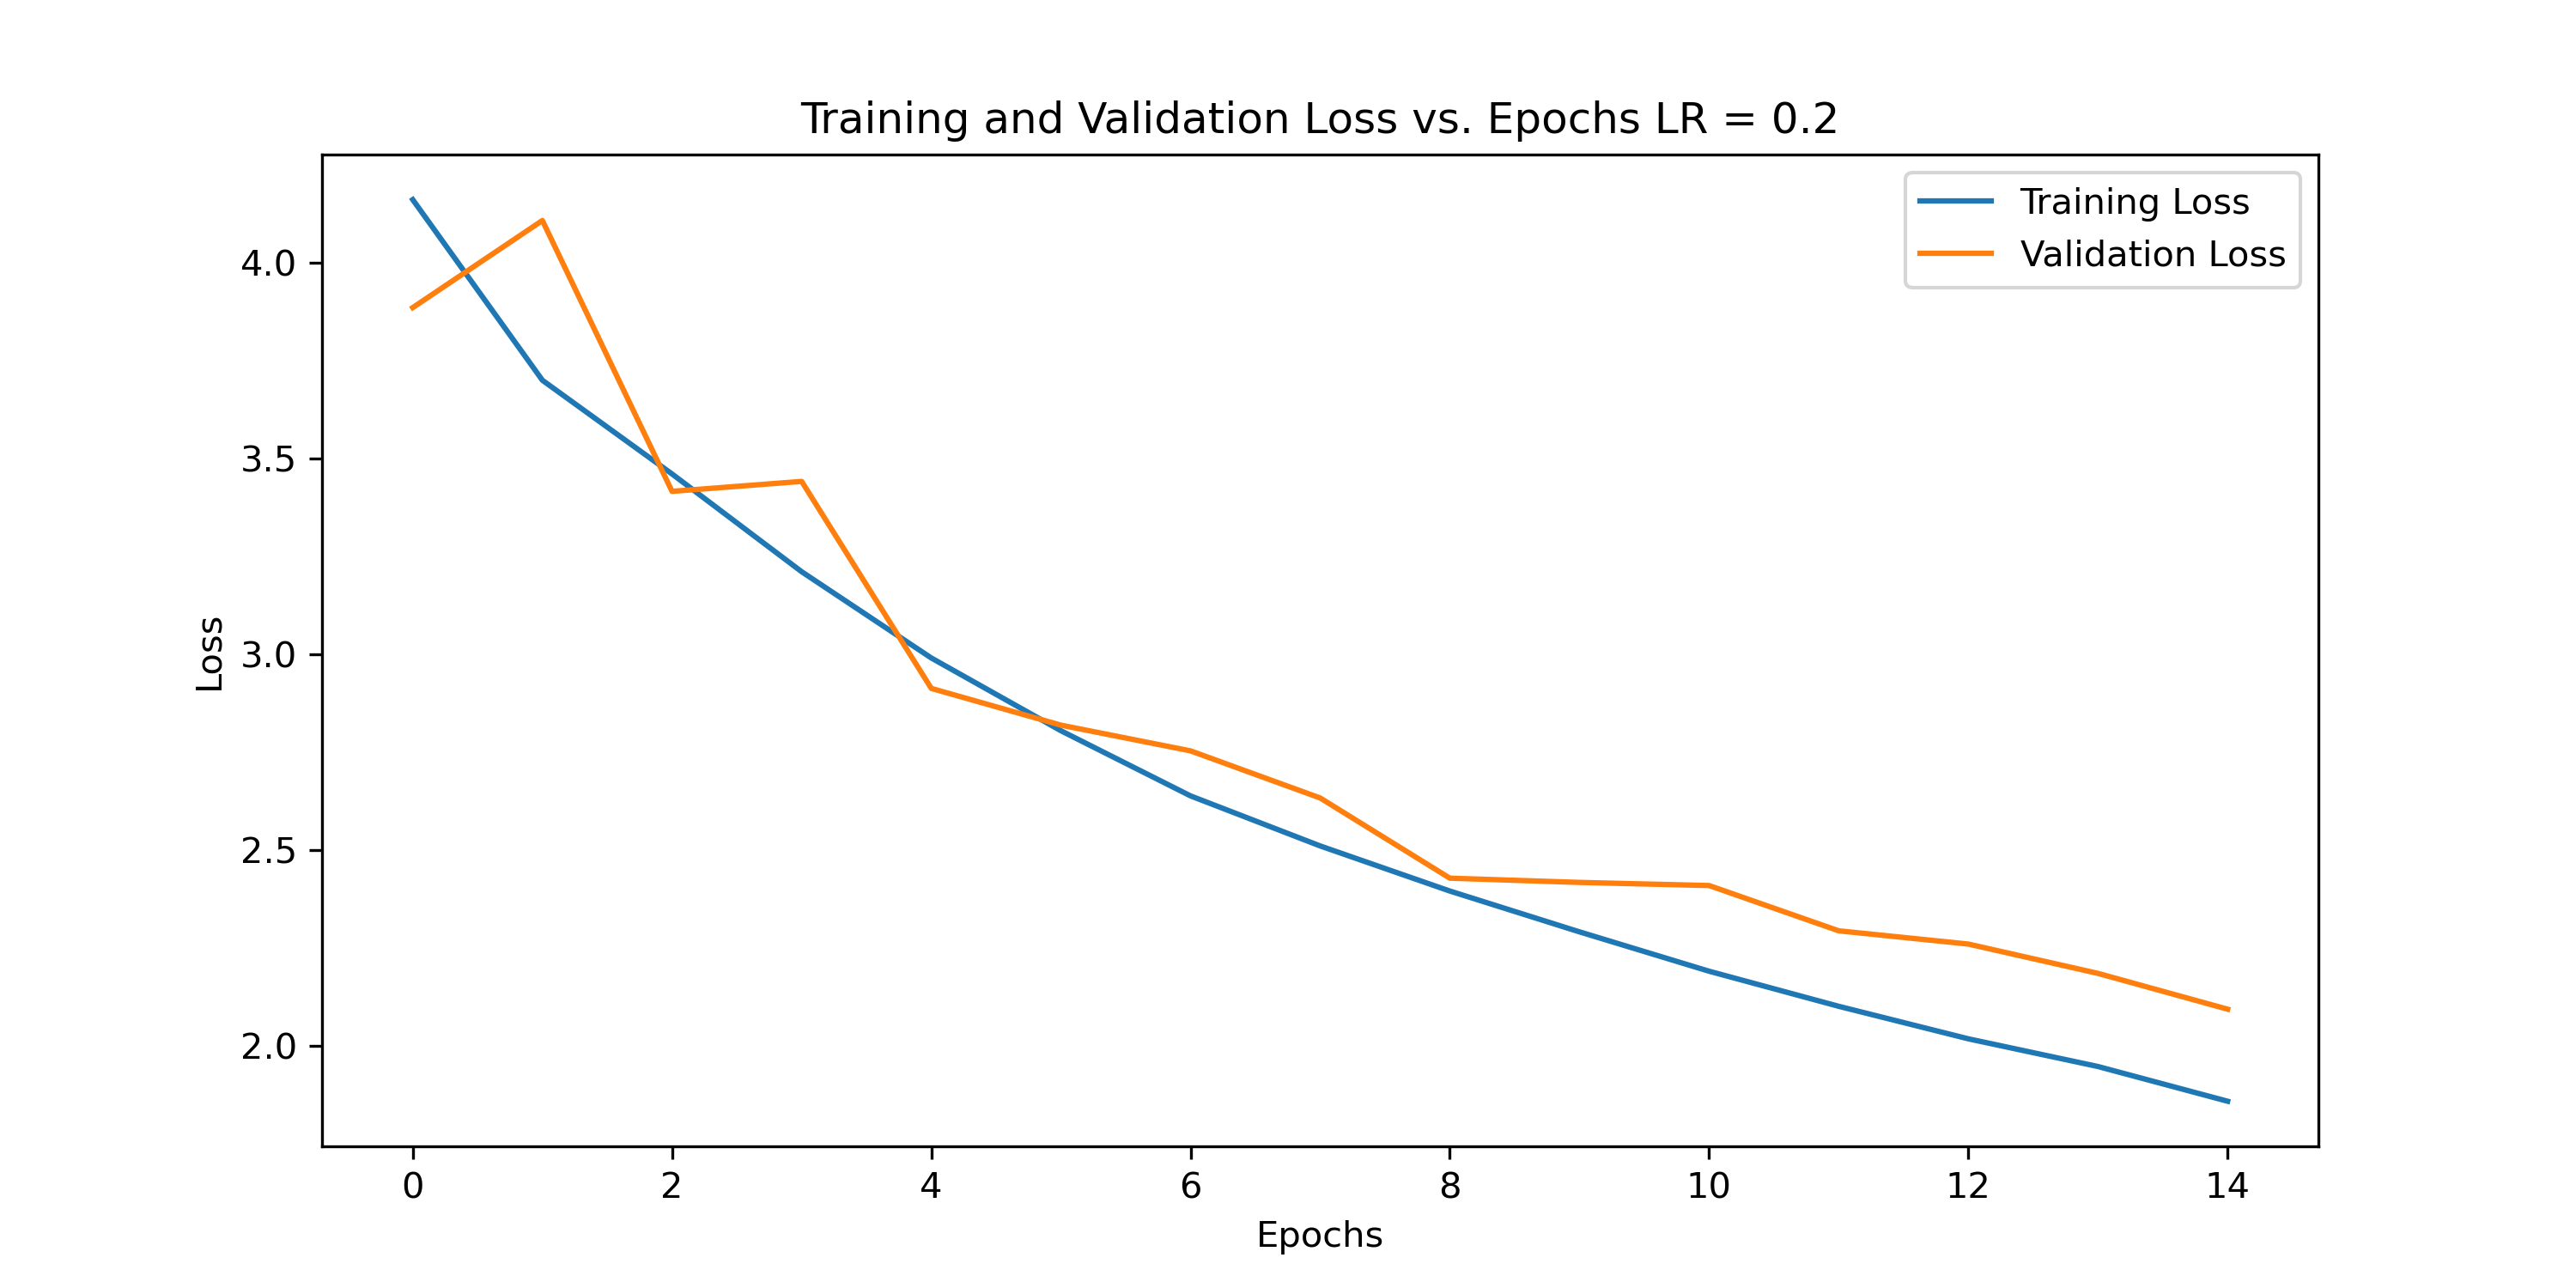 Training and Validation Loss vs. Epochs LR = 0.2
Training Loss
Validation Loss
Loss
4.0
3.5
3.0
2.5
2.0
0 2 4 6 8 10 12 14
Epochs